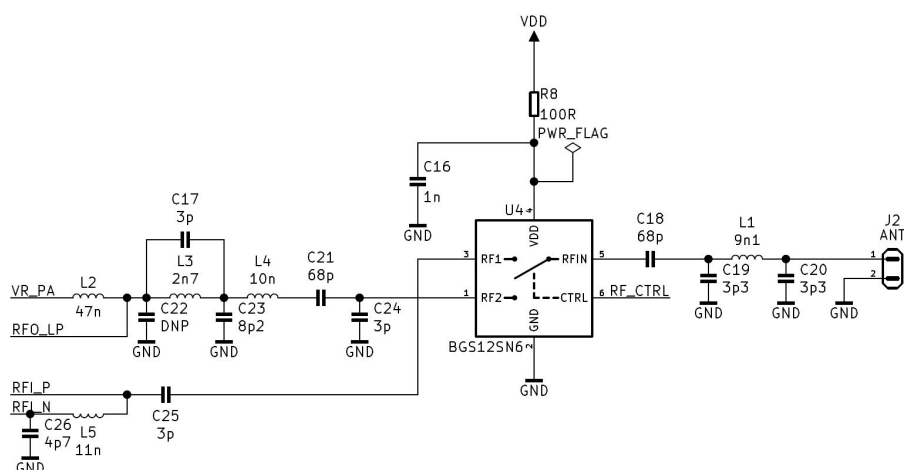 VDD
R8
100R
PWR_FLAG
C16
1n
GND
U4
4
VDD
C17
3p
L3
2n7
L2
47n
VR_PA
RFO_LP
C22
DNP
GND
C23
8p2
GND
L4
10n
C21
68p
C24
3p
GND
3
RF1
1
RF2
RFIN
5
CTRL
6
RF_CTRL
GND
2
BGS12SN6
GND
C18
68p
L1
9n1
C19
3p3
GND
C20
3p3
GND
J2
ANT
1
2
GND
RFI_P
RFI_N
C25
3p
C26
4p7
L5
11n
GND